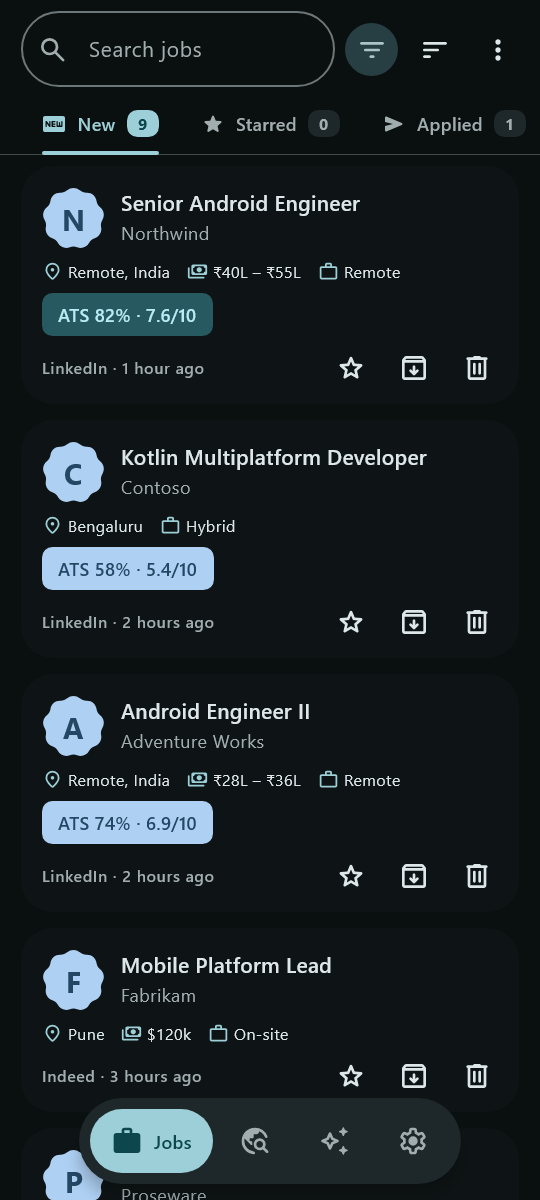 Search jobs
NEW New 9 Starred 0 Applied 1
N Senior Android Engineer
Northwind
Remote, India ₹40L – ₹55L Remote
ATS 82% · 7.6/10
LinkedIn · 1 hour ago
C Kotlin Multiplatform Developer
Contoso
Bengaluru Hybrid
ATS 58% · 5.4/10
LinkedIn · 2 hours ago
A Android Engineer II
Adventure Works
Remote, India ₹28L – ₹36L Remote
ATS 74% · 6.9/10
LinkedIn · 2 hours ago
F Mobile Platform Lead
Fabrikam
Pune $120k On-site
Indeed · 3 hours ago
Jobs
P
Proseware